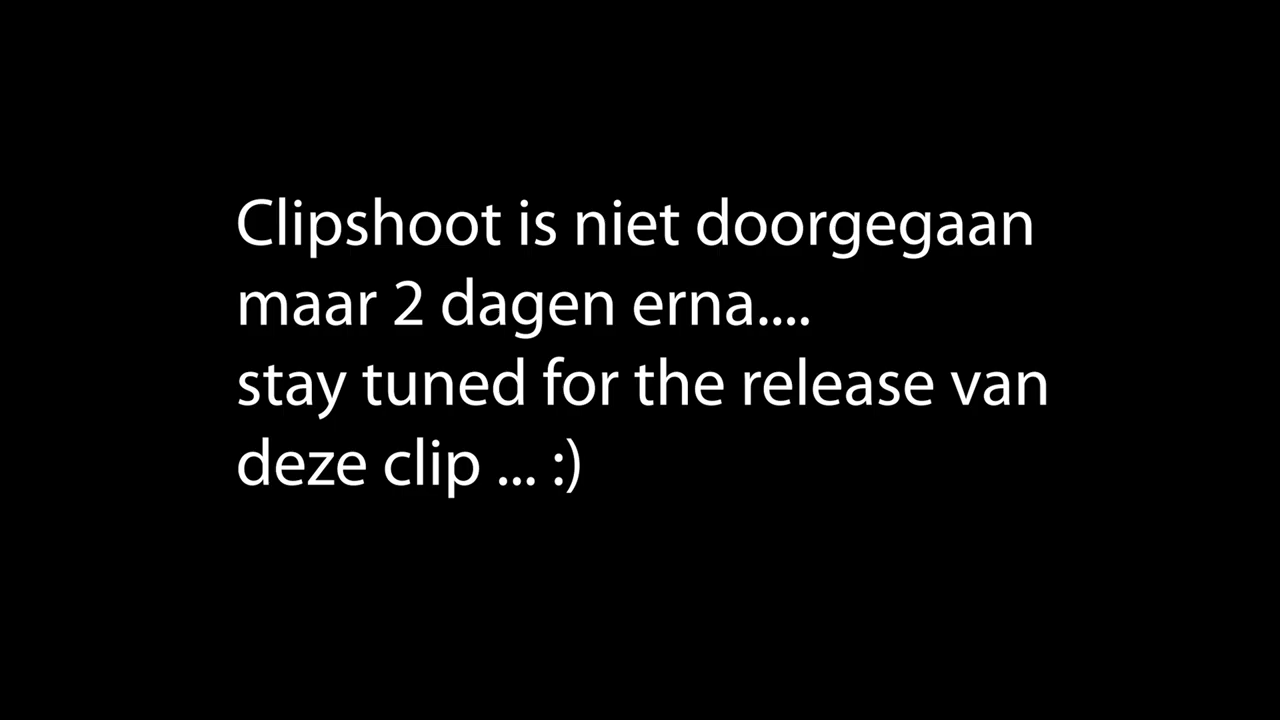 Clipshoot is niet doorgegaan
maar 2 dagen erna....
stay tuned for the release van
deze clip ... :)